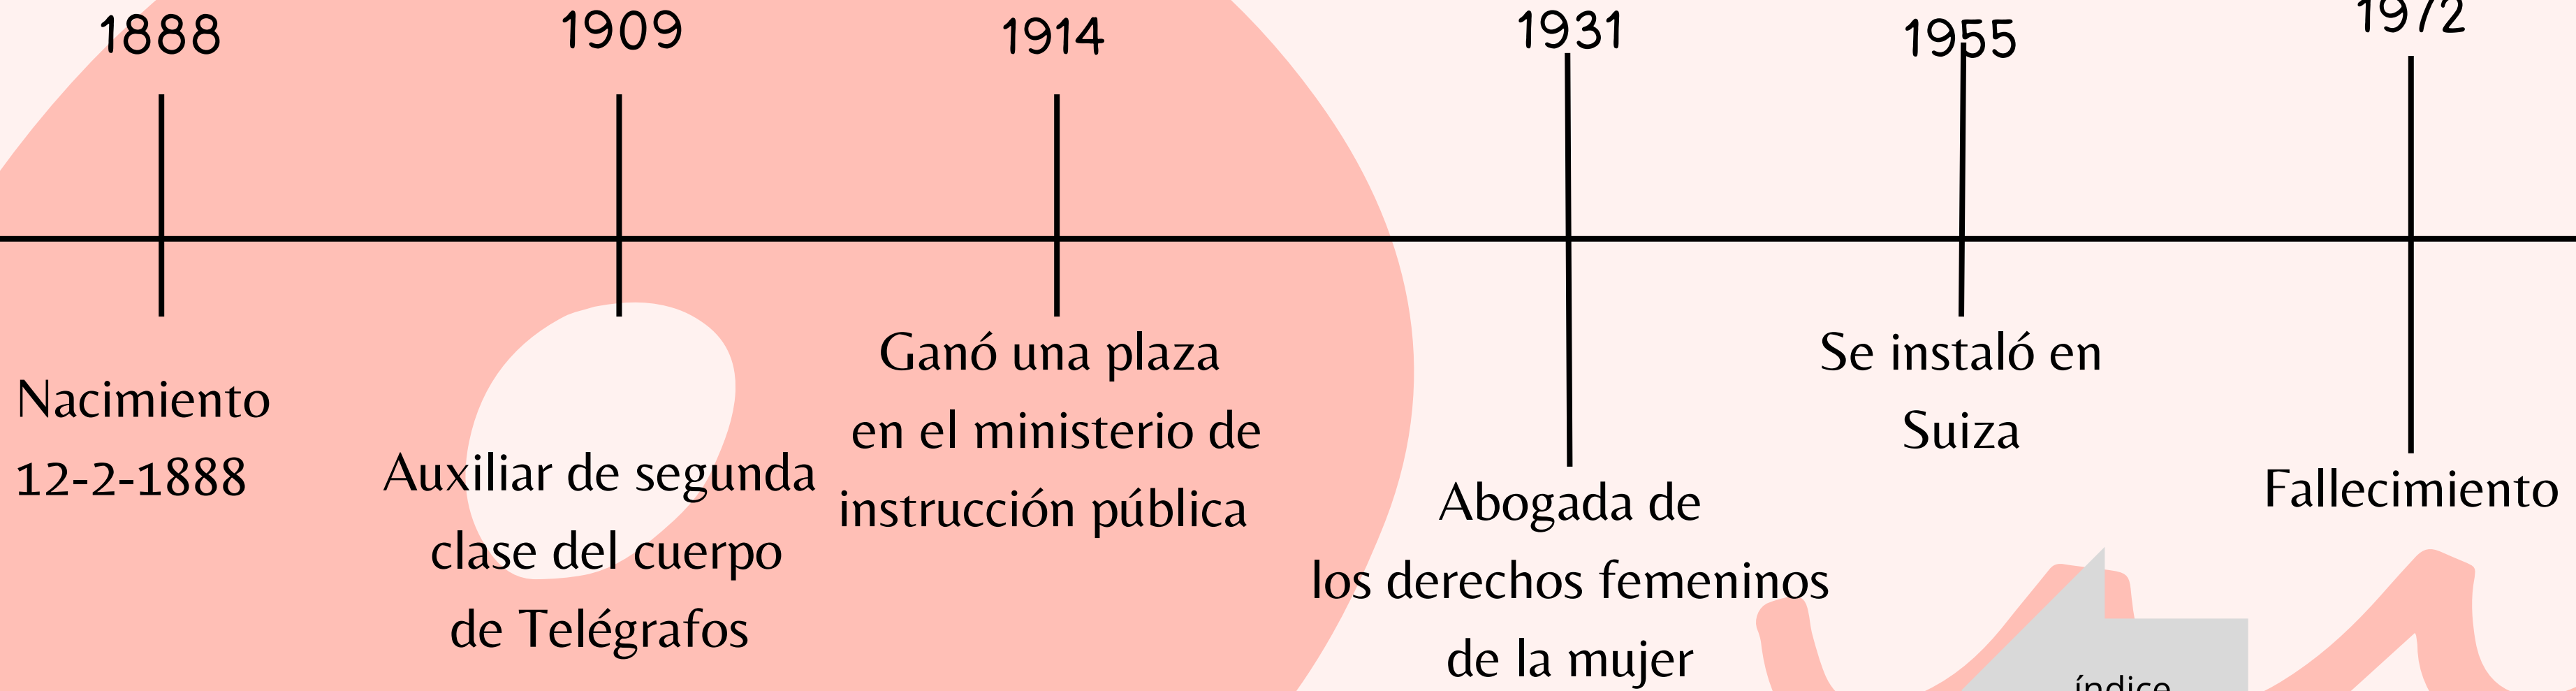 1888
1909
1914
1931
1955
1972
Nacimiento
12-2-1888
Auxiliar de segunda
clase del cuerpo
de Telégrafos
Ganó una plaza
en el ministerio de
instrucción pública
Abogada de
los derechos femeninos
de la mujer
Se instaló en
Suiza
Fallecimiento
índice